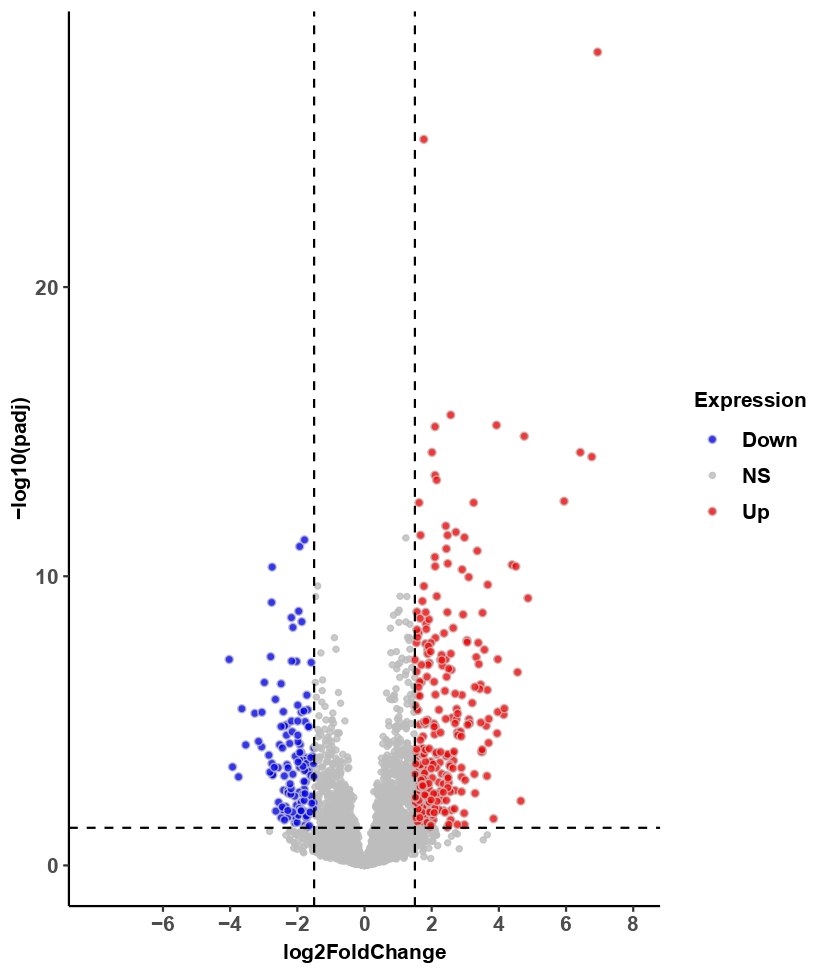 20
10
0
−log10(padj)
−6 −4 −2 0 2 4 6 8
log2FoldChange
Expression
Down
NS
Up